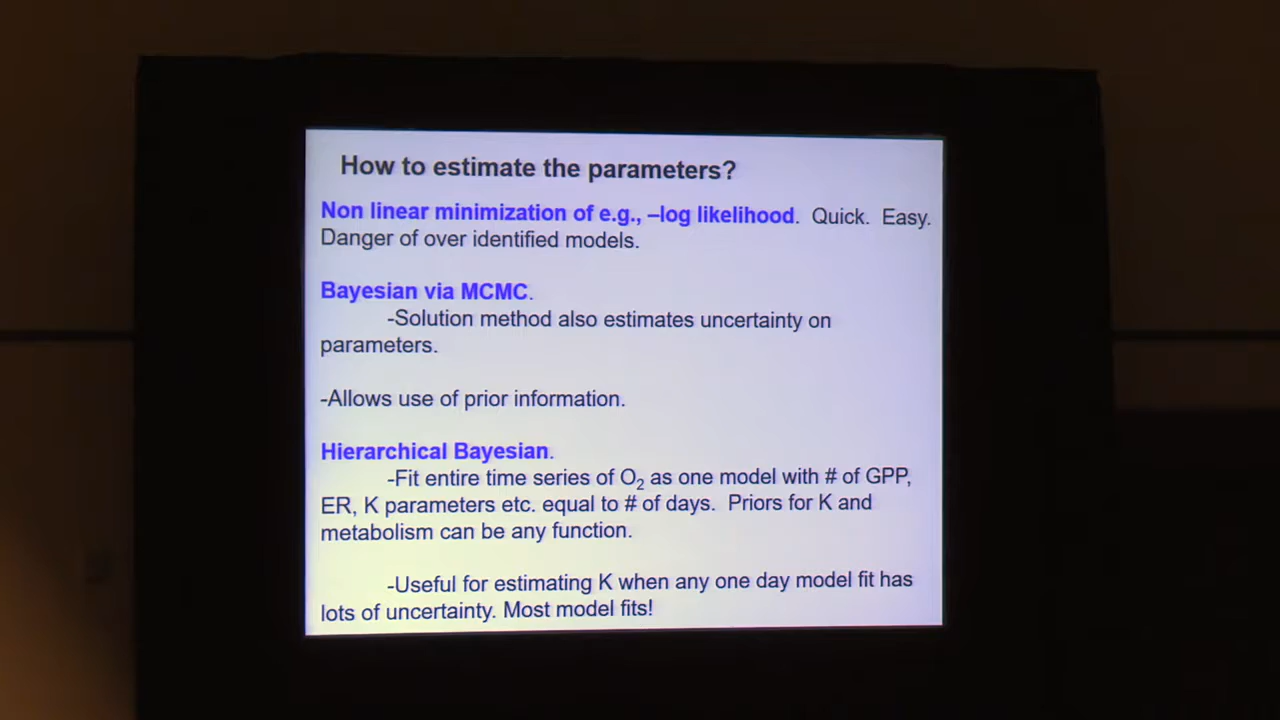 How to estimate the parameters?
Non linear minimization of e.g., –log likelihood. Quick. Easy.
Danger of over identified models.
Bayesian via MCMC.
-Solution method also estimates uncertainty on
parameters.
-Allows use of prior information.
Hierarchical Bayesian.
-Fit entire time series of O₂ as one model with # of GPP,
ER, K parameters etc. equal to # of days. Priors for K and
metabolism can be any function.
-Useful for estimating K when any one day model fit has
lots of uncertainty. Most model fits!